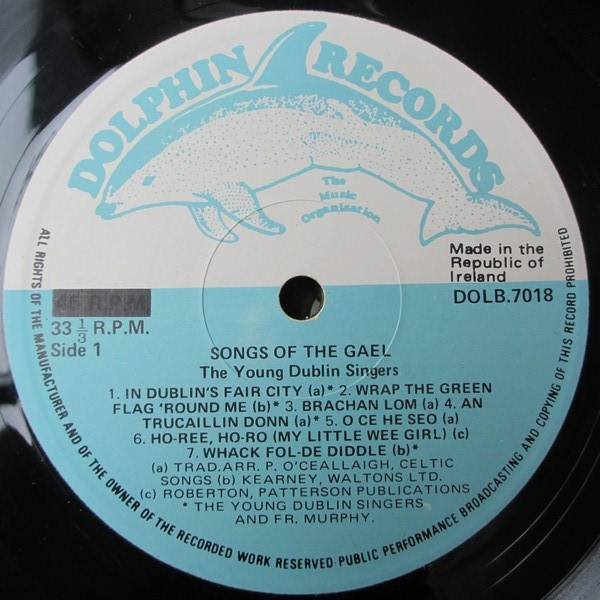 DOLPHIN RECORDS
The
Music
Organization
Made in the
Republic of
Ireland
DOLB.7018
45 R.P.M.
33 1/3 R.P.M.
Side 1
SONGS OF THE GAEL
The Young Dublin Singers
1. IN DUBLIN'S FAIR CITY (a)* 2. WRAP THE GREEN
FLAG 'ROUND ME (b)* 3. BRACHAN LOM (a) 4. AN
TRUCAILLIN DONN (a)* 5. O CE HE SEO (a)
6. HO-REE, HO-RO (MY LITTLE WEE GIRL) (c)
7. WHACK FOL-DE DIDDLE (b)*
(a) TRAD.ARR. P. O'CEALLAIGH, CELTIC
SONGS (b) KEARNEY, WALTONS LTD.
(c) ROBERTON, PATTERSON PUBLICATIONS
* THE YOUNG DUBLIN SINGERS
AND FR. MURPHY.
ALL RIGHTS OF THE MANUFACTURER AND OF THE OWNER OF THE RECORDED WORK RESERVED PUBLIC PERFORMANCE BROADCASTING AND COPYING OF THIS RECORD PROHIBITED